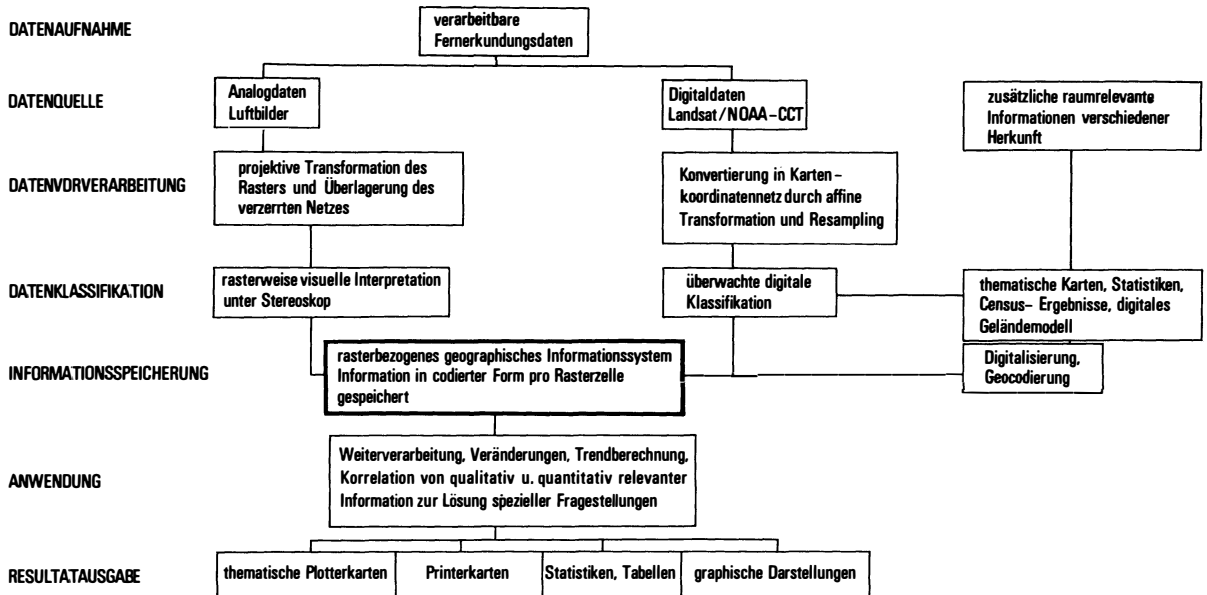 DATENAUFNAHME
verarbeitbare
Fernerkundungsdaten
DATENQUELLE
Analogdaten
Luftbilder
Digitaldaten
Landsat/NOAA-CCT
zusätzliche raumrelevante
Informationen verschiedener
Herkunft
DATENVORVERARBEITUNG
projektive Transformation des
Rasters und Überlagerung des
verzerrten Netzes
Konvertierung in Karten-
koordinatennetz durch affine
Transformation und Resampling
DATENKLASSIFIKATION
rasterweise visuelle Interpretation
unter Stereoskop
überwachte digitale
Klassifikation
thematische Karten, Statistiken,
Census- Ergebnisse, digitales
Geländemodell
INFORMATIONSSPEICHERUNG
rasterbezogenes geographisches Informationssystem
Information in codierter Form pro Rasterzelle
gespeichert
Digitalisierung,
Geocodierung
ANWENDUNG
Weiterverarbeitung, Veränderungen, Trendberechnung,
Korrelation von qualitativ u. quantitativ relevanter
Information zur Lösung spezieller Fragestellungen
RESULTATAUSGABE
thematische Plotterkarten
Printerkarten
Statistiken, Tabellen
graphische Darstellungen